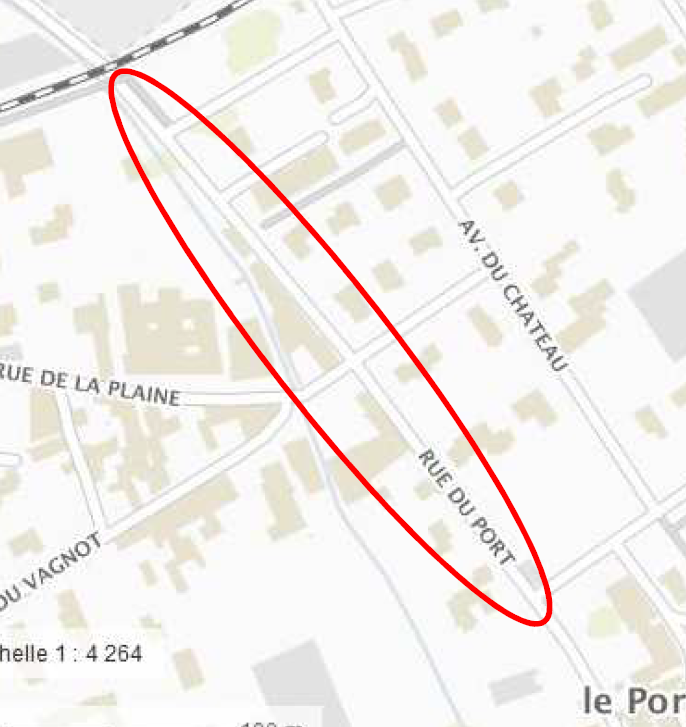 AV. DU CHATEAU
RUE DE LA PLAINE
RUE DU PORT
DU VAGNOT
helle 1 : 4 264
le Por